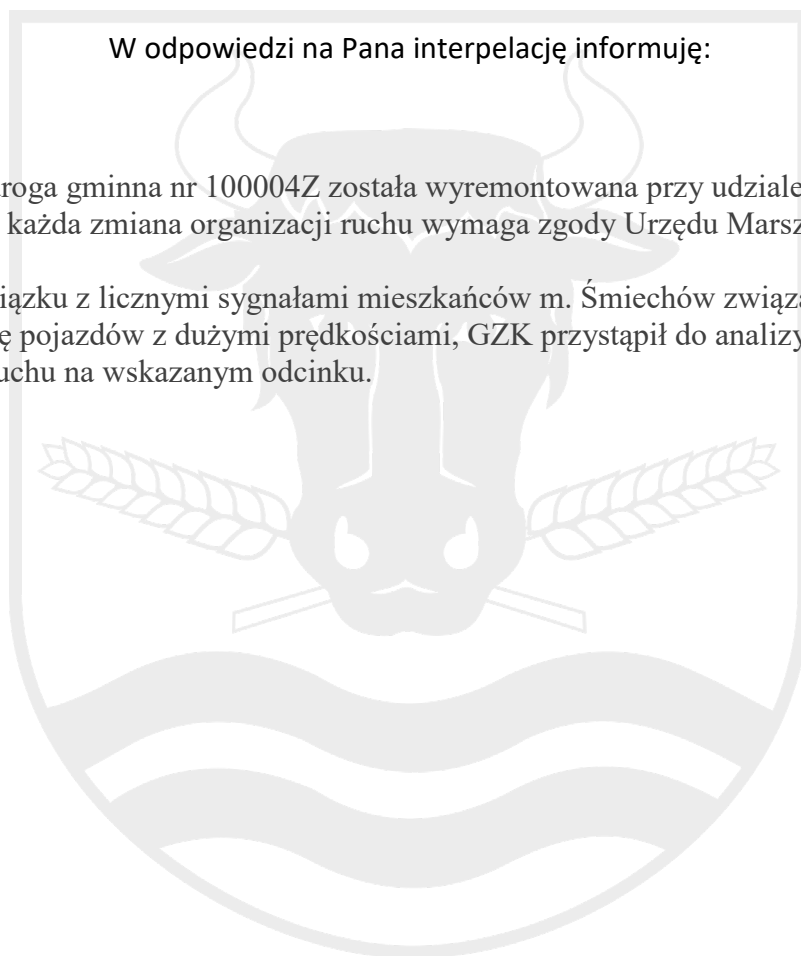 W odpowiedzi na Pana interpelację informuję:
roga gminna nr 100004Z została wyremontowana przy udziale
każda zmiana organizacji ruchu wymaga zgody Urzędu Marsz
iązku z licznymi sygnałami mieszkańców m. Śmiechów związa
ę pojazdów z dużymi prędkościami, GZK przystąpił do analizy
uchu na wskazanym odcinku.